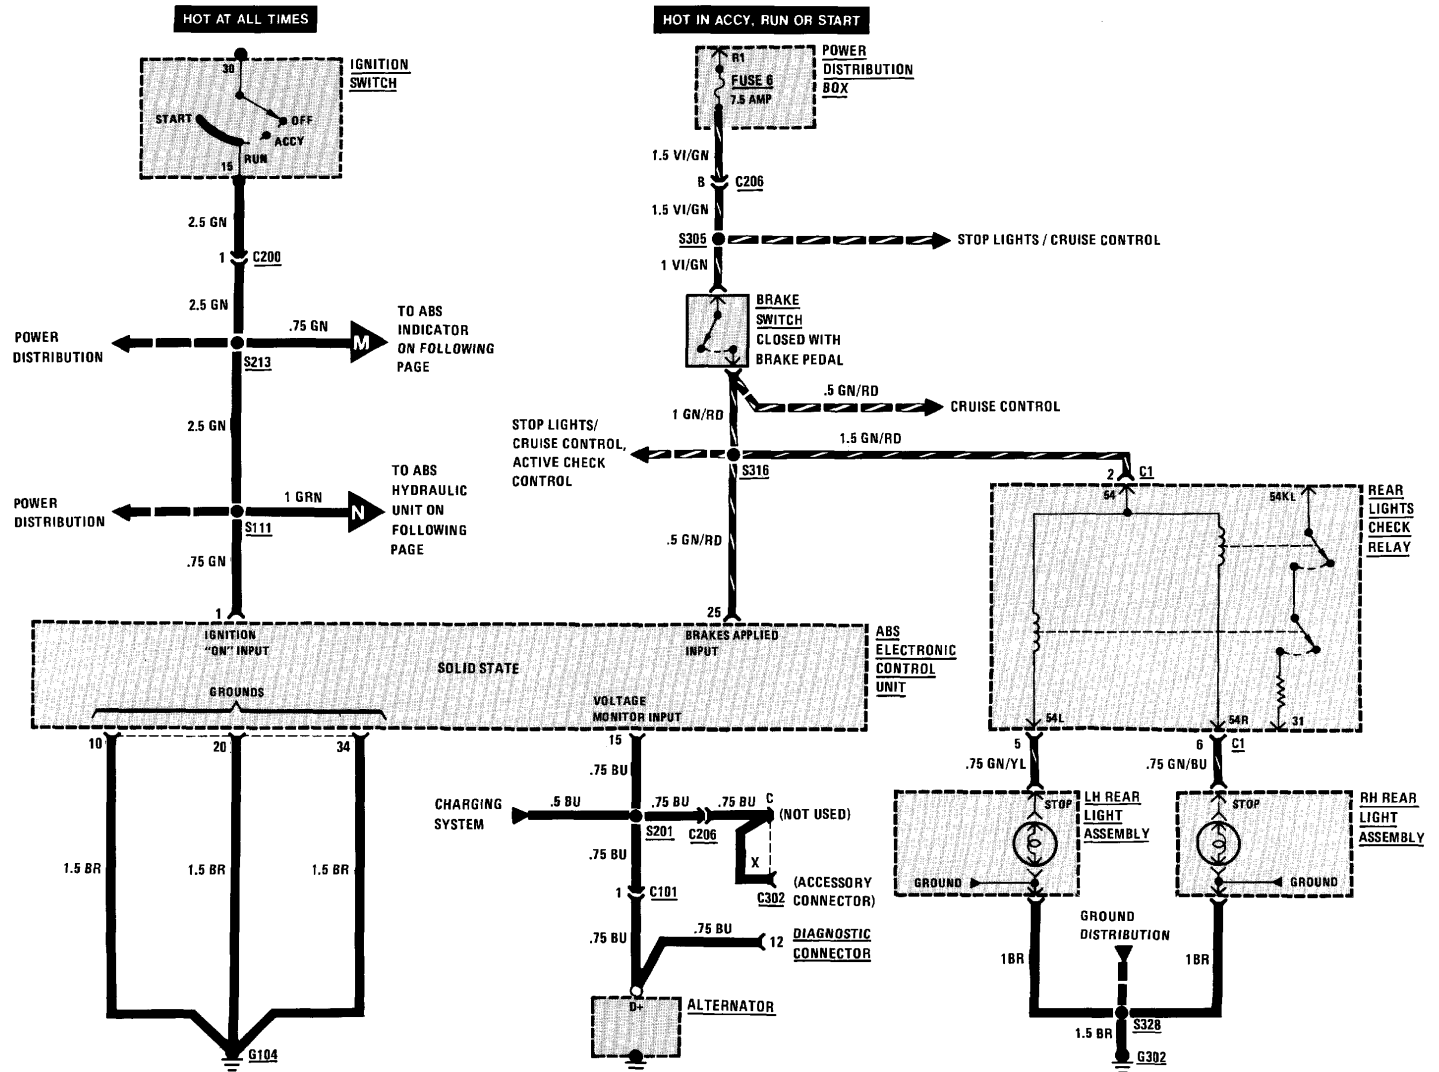 HOT AT ALL TIMES
HOT IN ACCY, RUN OR START
30
IGNITION
SWITCH
START
OFF
ACCY
RUN
15
R1
FUSE 6
7.5 AMP
POWER
DISTRIBUTION
BOX
1.5 VI/GN
B
C206
1.5 VI/GN
S305
STOP LIGHTS / CRUISE CONTROL
1 VI/GN
2.5 GN
1
C200
2.5 GN
.75 GN
M
TO ABS
INDICATOR
ON FOLLOWING
PAGE
POWER
DISTRIBUTION
S213
BRAKE
SWITCH
CLOSED WITH
BRAKE PEDAL
.5 GN/RD
CRUISE CONTROL
1 GN/RD
2.5 GN
STOP LIGHTS/
CRUISE CONTROL,
ACTIVE CHECK
CONTROL
1.5 GN/RD
S316
2
C1
TO ABS
HYDRAULIC
UNIT ON
FOLLOWING
PAGE
1 GRN
N
POWER
DISTRIBUTION
S111
54
54KL
REAR
LIGHTS
CHECK
RELAY
.5 GN/RD
.75 GN
1
25
IGNITION
"ON" INPUT
BRAKES APPLIED
INPUT
SOLID STATE
ABS
ELECTRONIC
CONTROL
UNIT
GROUNDS
VOLTAGE
MONITOR INPUT
54L
54R
31
10
20
34
15
5
6
C1
.75 BU
.75 GN/YL
.75 GN/BU
CHARGING
SYSTEM
.5 BU
.75 BU
.75 BU
C
(NOT USED)
S201
C206
STOP
LH REAR
LIGHT
ASSEMBLY
STOP
RH REAR
LIGHT
ASSEMBLY
1.5 BR
1.5 BR
1.5 BR
.75 BU
X
1
C101
C302
(ACCESSORY
CONNECTOR)
GROUND
GROUND
GROUND
DISTRIBUTION
.75 BU
.75 BU
12
DIAGNOSTIC
CONNECTOR
1BR
1BR
D+
ALTERNATOR
S328
1.5 BR
G104
G302